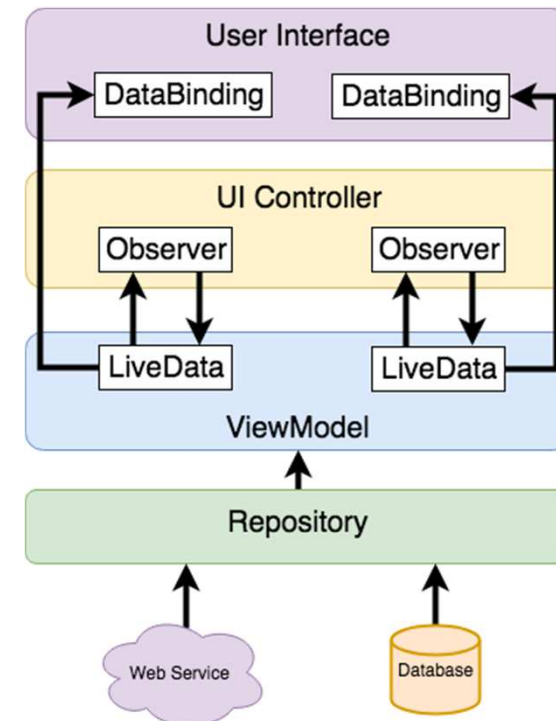 User Interface
DataBinding
DataBinding
UI Controller
Observer
Observer
LiveData
LiveData
ViewModel
Repository
Web Service
Database